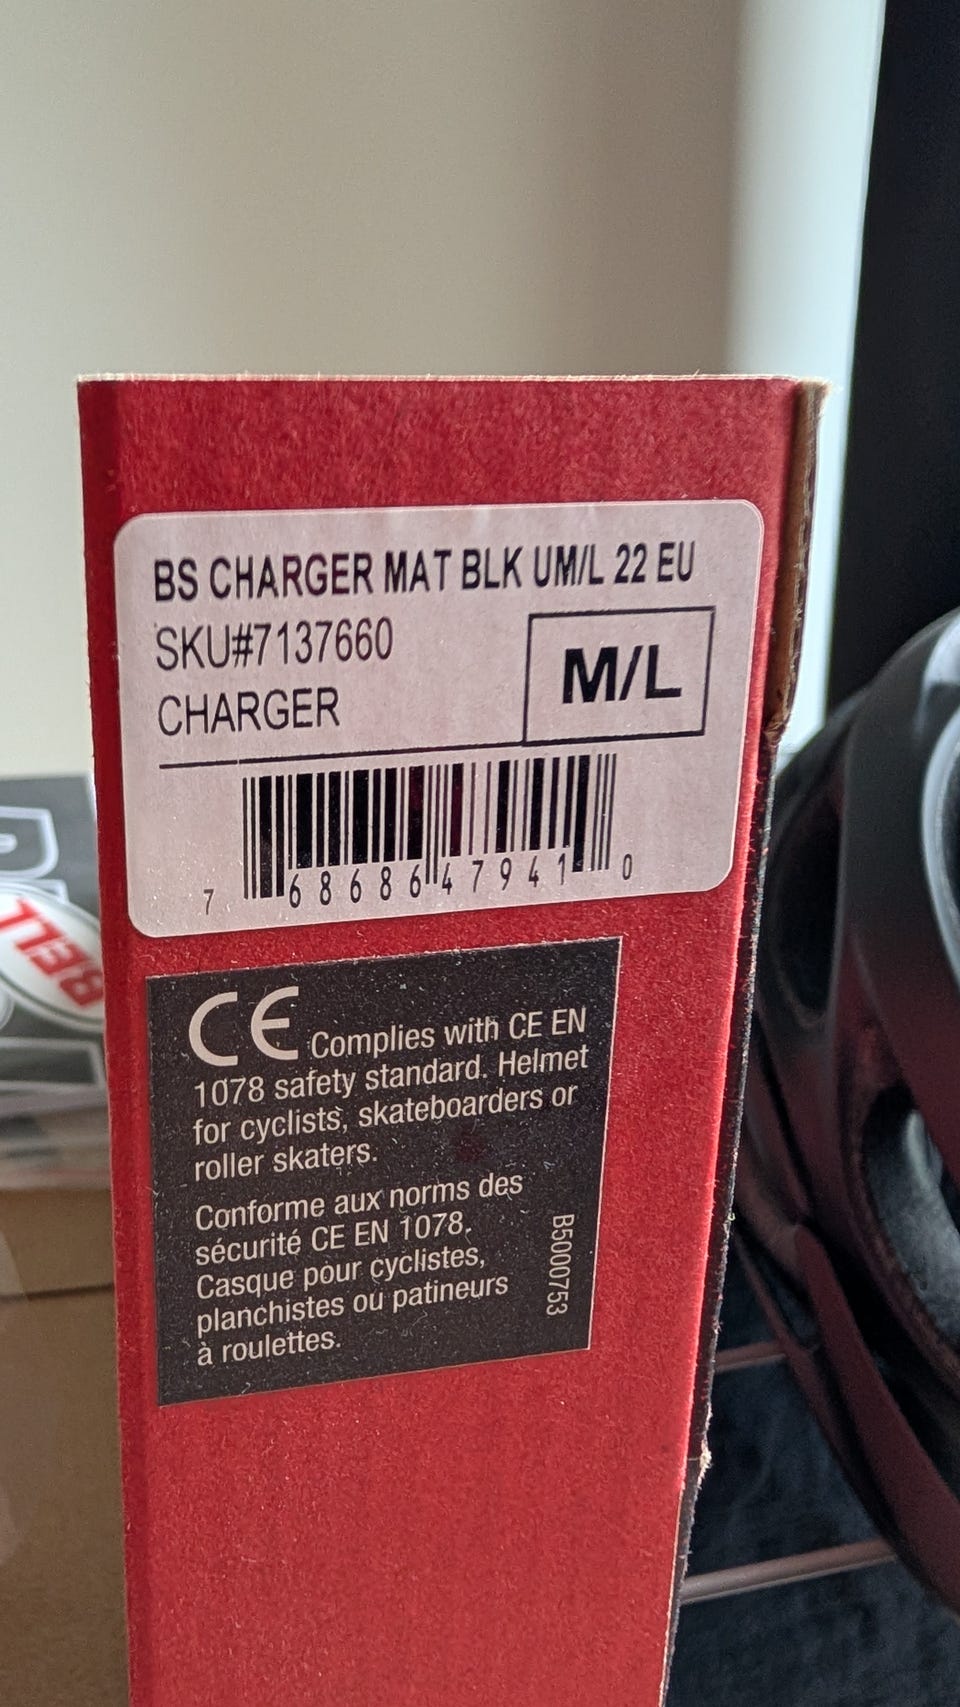 BS CHARGER MAT BLK UM/L 22 EU
SKU#7137660
CHARGER
M/L
7 68686 47941 0
CE Complies with CE EN
1078 safety standard. Helmet
for cyclists, skateboarders or
roller skaters.
Conforme aux normes des
sécurité CE EN 1078.
Casque pour cyclistes,
planchistes ou patineurs
à roulettes.
B5000753
BELL